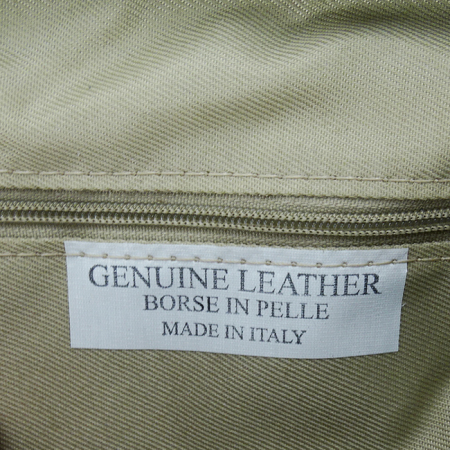 GENUINE LEATHER
BORSE IN PELLE
MADE IN ITALY